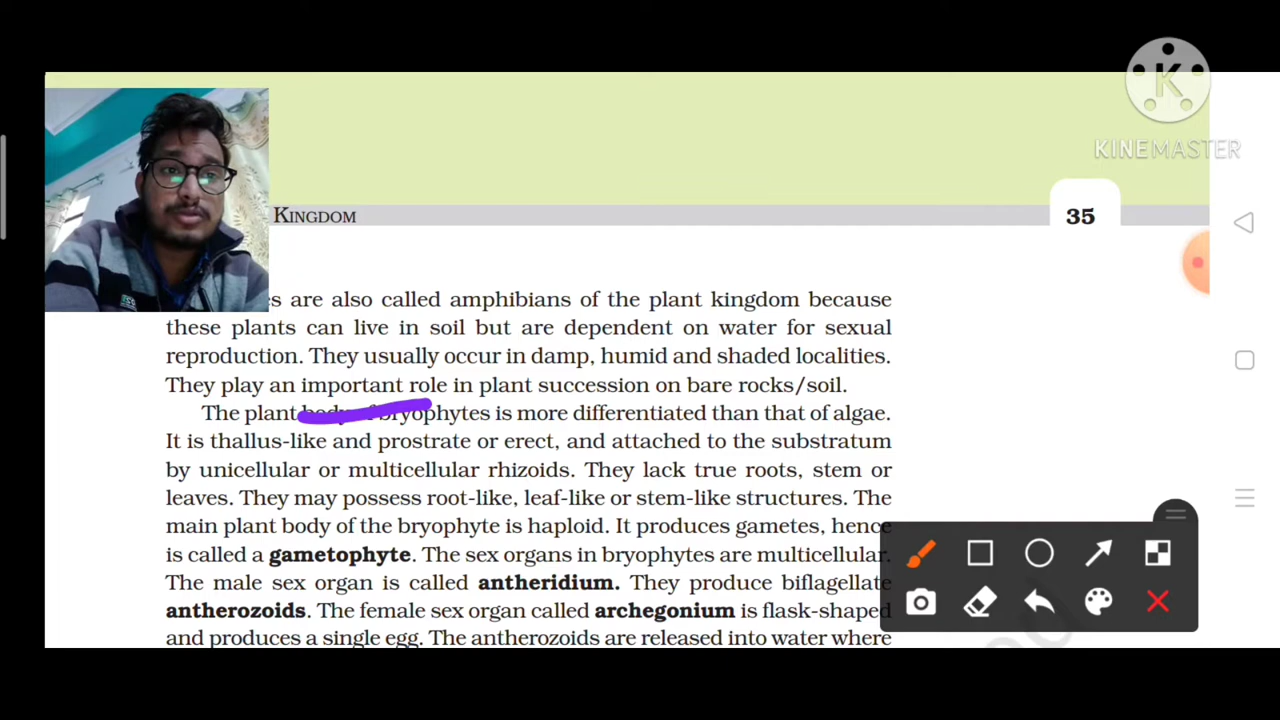 KINEMASTER
KINGDOM
35
are also called amphibians of the plant kingdom because
these plants can live in soil but are dependent on water for sexual
reproduction. They usually occur in damp, humid and shaded localities.
They play an important role in plant succession on bare rocks/soil.
The plant body of bryophytes is more differentiated than that of algae.
It is thallus-like and prostrate or erect, and attached to the substratum
by unicellular or multicellular rhizoids. They lack true roots, stem or
leaves. They may possess root-like, leaf-like or stem-like structures. The
main plant body of the bryophyte is haploid. It produces gametes, hence
is called a gametophyte. The sex organs in bryophytes are multicellular.
The male sex organ is called antheridium. They produce biflagellate
antherozoids. The female sex organ called archegonium is flask-shaped
and produces a single egg. The antherozoids are released into water where